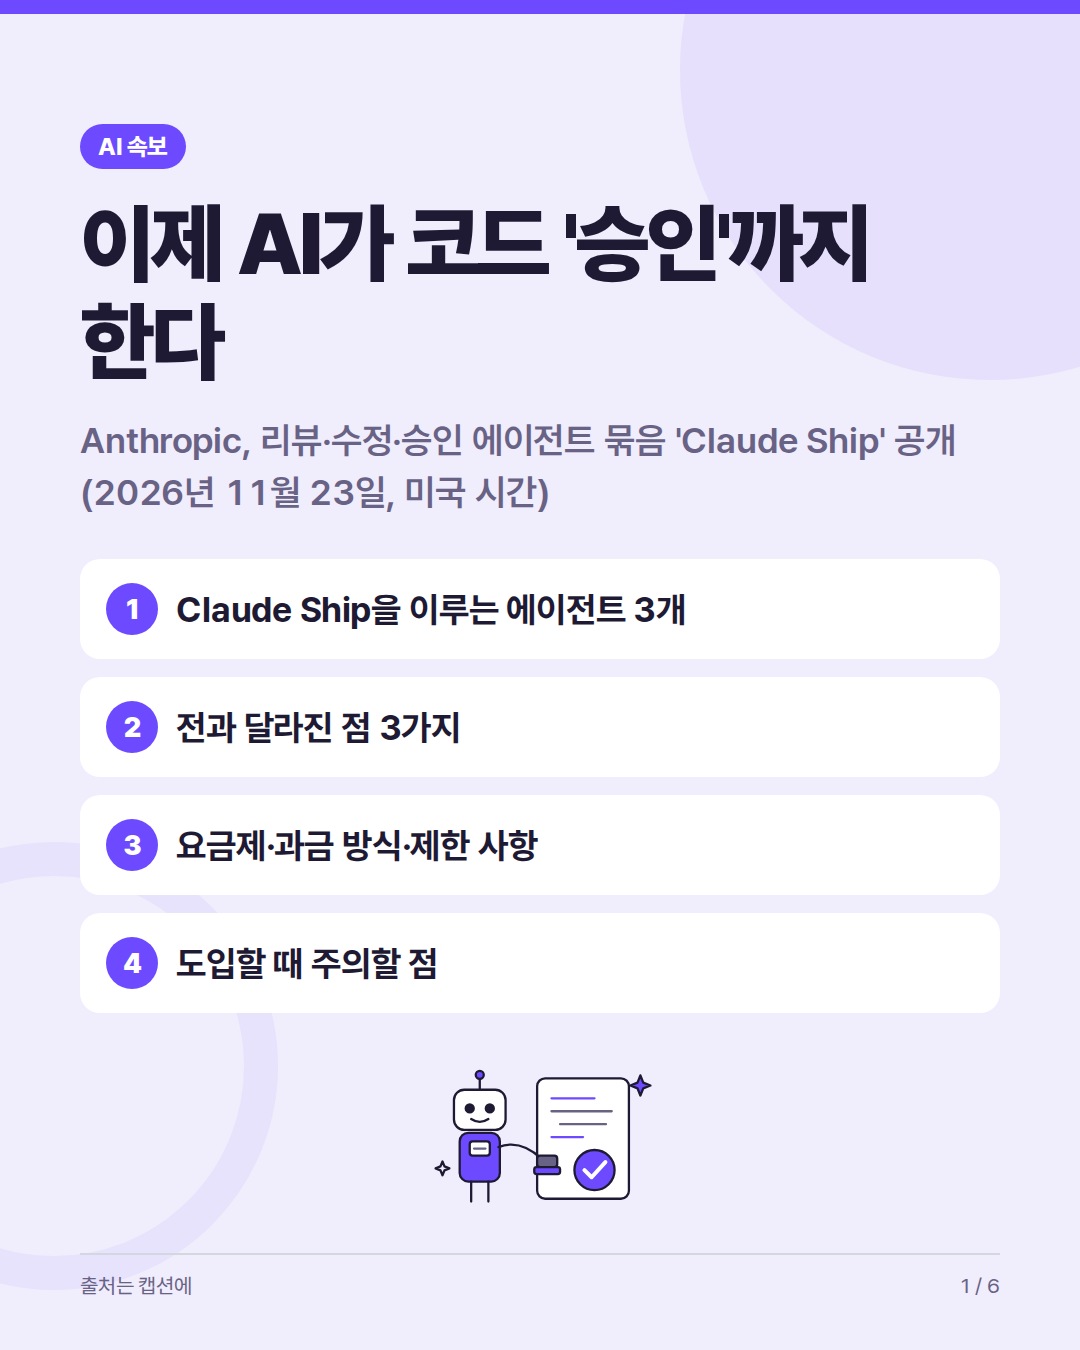 AI 속보
이제 AI가 코드 '승인'까지
한다
Anthropic, 리뷰·수정·승인 에이전트 묶음 'Claude Ship' 공개
(2026년 11월 23일, 미국 시간)
1 Claude Ship을 이루는 에이전트 3개
2 전과 달라진 점 3가지
3 요금제·과금 방식·제한 사항
4 도입할 때 주의할 점
출처는 캡션에
1 / 6